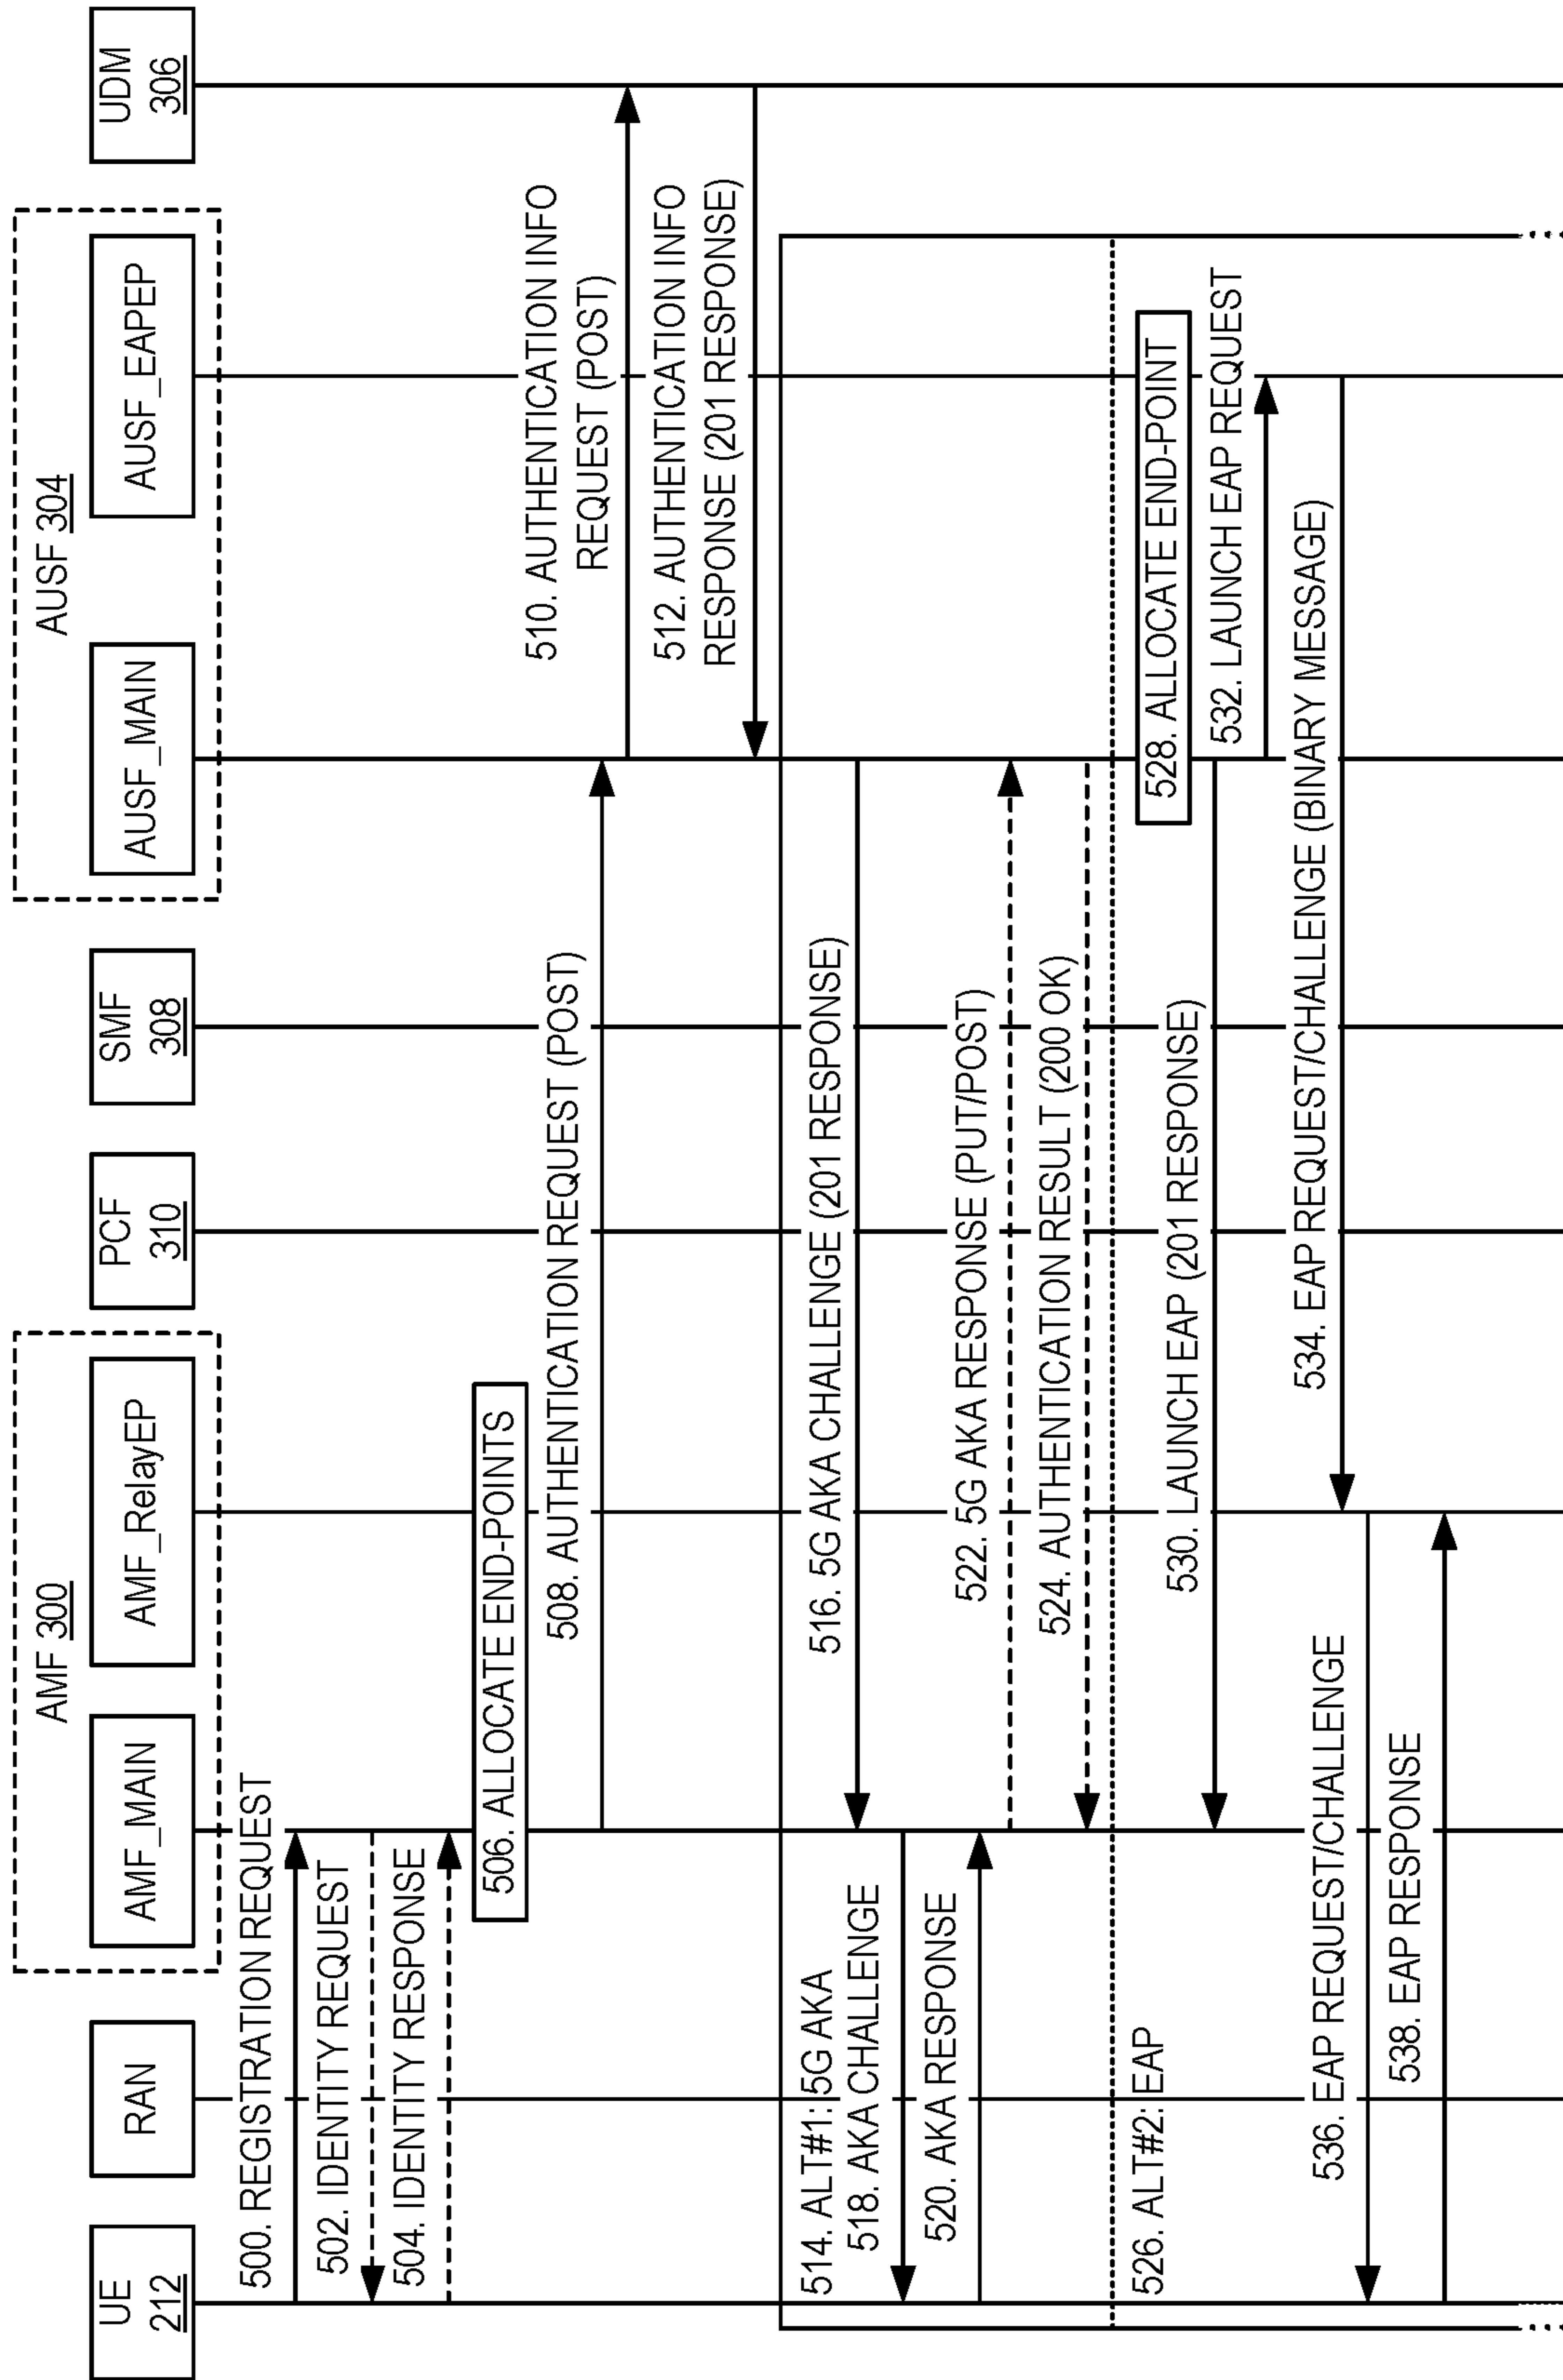 UE
212
RAN
AMF 300
AMF_MAIN
AMF_RelayEP
PCF
310
SMF
308
AUSF 304
AUSF_MAIN
AUSF_EAPEP
UDM
306
500. REGISTRATION REQUEST
502. IDENTITY REQUEST
504. IDENTITY RESPONSE
506. ALLOCATE END-POINTS
508. AUTHENTICATION REQUEST (POST)
510. AUTHENTICATION INFO
REQUEST (POST)
512. AUTHENTICATION INFO
RESPONSE (201 RESPONSE)
514. ALT#1: 5G AKA
516. 5G AKA CHALLENGE (201 RESPONSE)
518. AKA CHALLENGE
520. AKA RESPONSE
522. 5G AKA RESPONSE (PUT/POST)
524. AUTHENTICATION RESULT (200 OK)
526. ALT#2: EAP
528. ALLOCATE END-POINT
530. LAUNCH EAP (201 RESPONSE)
532. LAUNCH EAP REQUEST
534. EAP REQUEST/CHALLENGE (BINARY MESSAGE)
536. EAP REQUEST/CHALLENGE
538. EAP RESPONSE